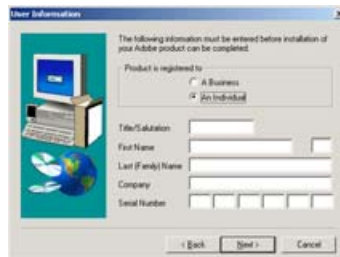 User Information
The following information must be entered before installation of
your Adobe product can be completed.
Product is registered to
A Business
An Individual
Title/Salutation
First Name
Last (Family) Name
Company
Serial Number
< Back
Next >
Cancel